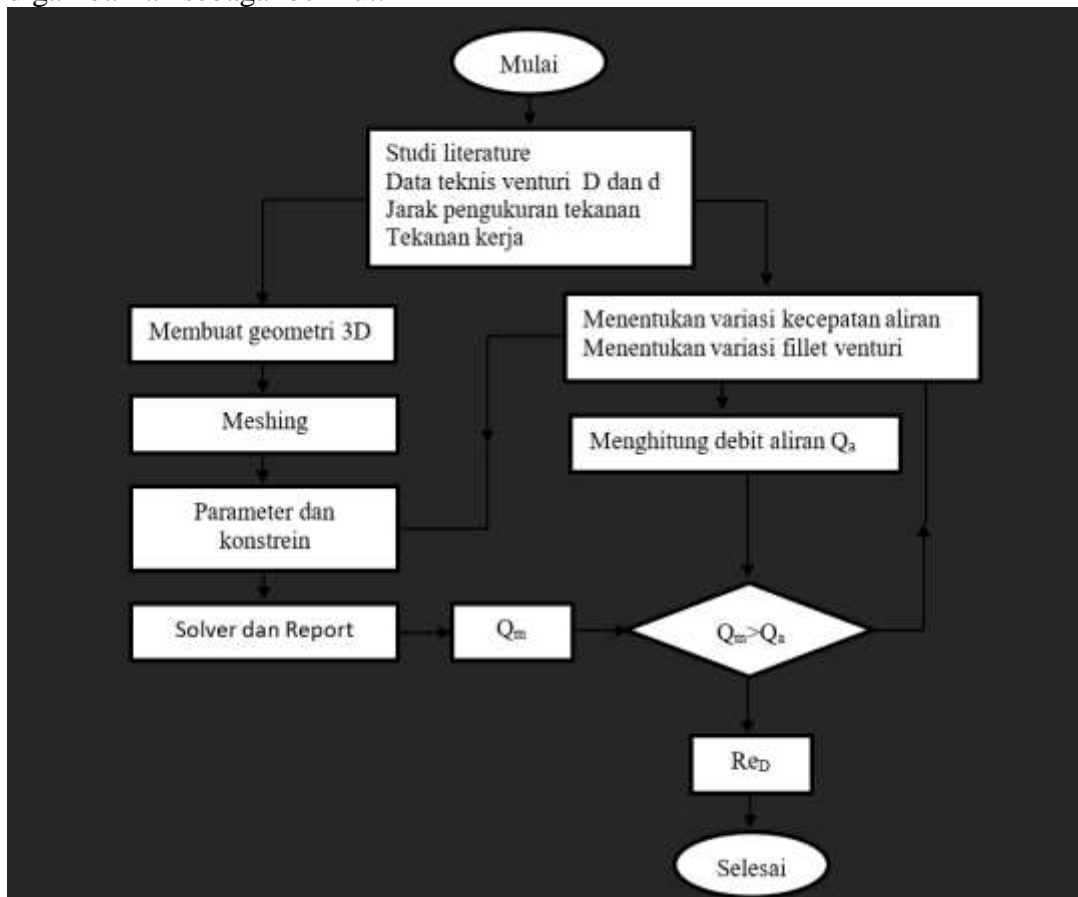 Mulai
Studi literature
Data teknis venturi D dan d
Jarak pengukuran tekanan
Tekanan kerja
Membuat geometri 3D
Menentukan variasi kecepatan aliran
Menentukan variasi fillet venturi
Meshing
Menghitung debit aliran Qa
Parameter dan
konstrein
Solver dan Report
Qm
Qm>Qa
ReD
Selesai